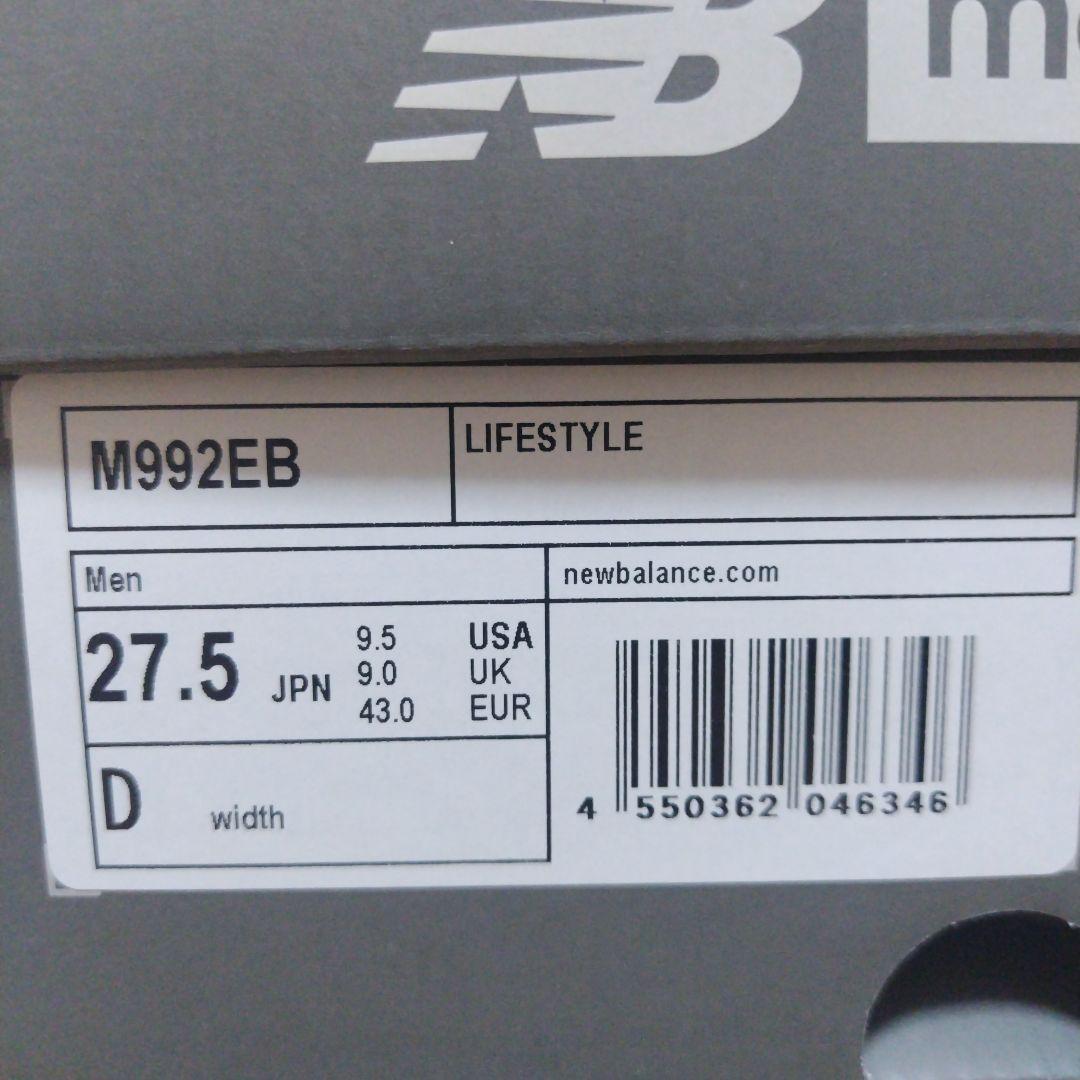 NB
M992EB
LIFESTYLE
Men
newbalance.com
27.5 JPN
9.5 USA
9.0 UK
43.0 EUR
D width
4 550362 046346